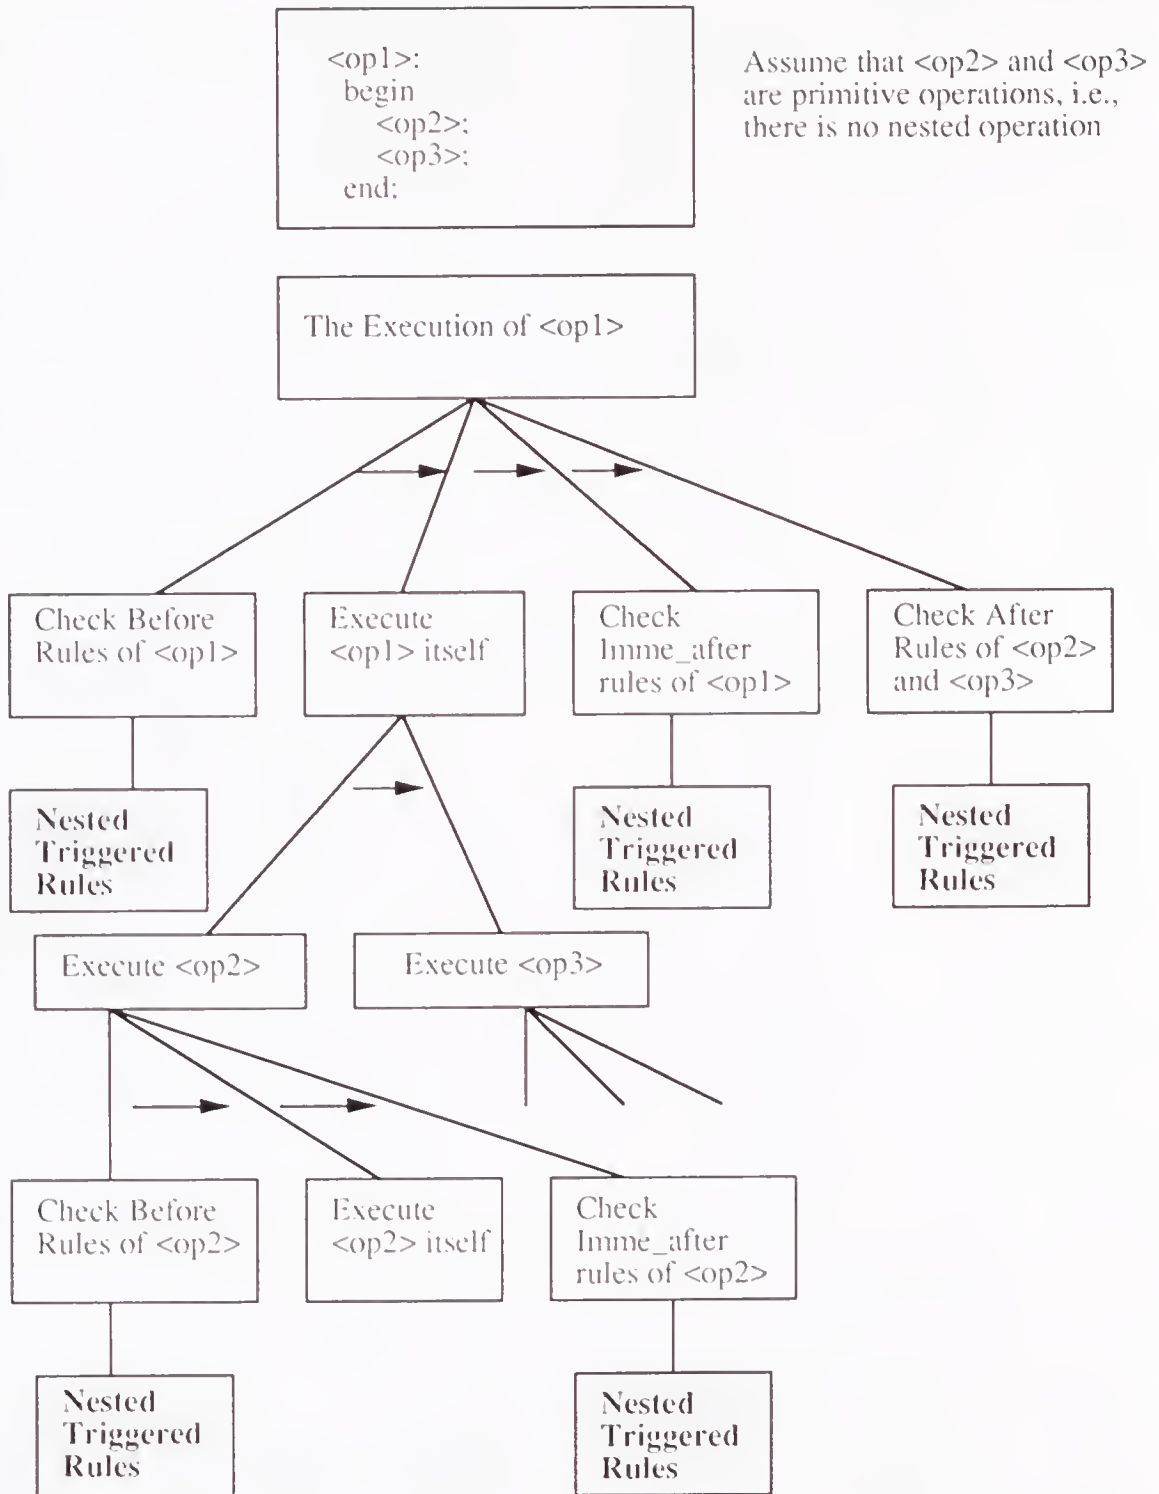 <op1>:
begin
<op2>;
<op3>;
end;
Assume that <op2> and <op3>
are primitive operations, i.e.,
there is no nested operation
The Execution of <op1>
Check Before
Rules of <op1>
Execute
<op1> itself
Check
Imme_after
rules of <op1>
Check After
Rules of <op2>
and <op3>
Nested
Triggered
Rules
Nested
Triggered
Rules
Nested
Triggered
Rules
Execute <op2>
Execute <op3>
Check Before
Rules of <op2>
Execute
<op2> itself
Check
Imme_after
rules of <op2>
Nested
Triggered
Rules
Nested
Triggered
Rules